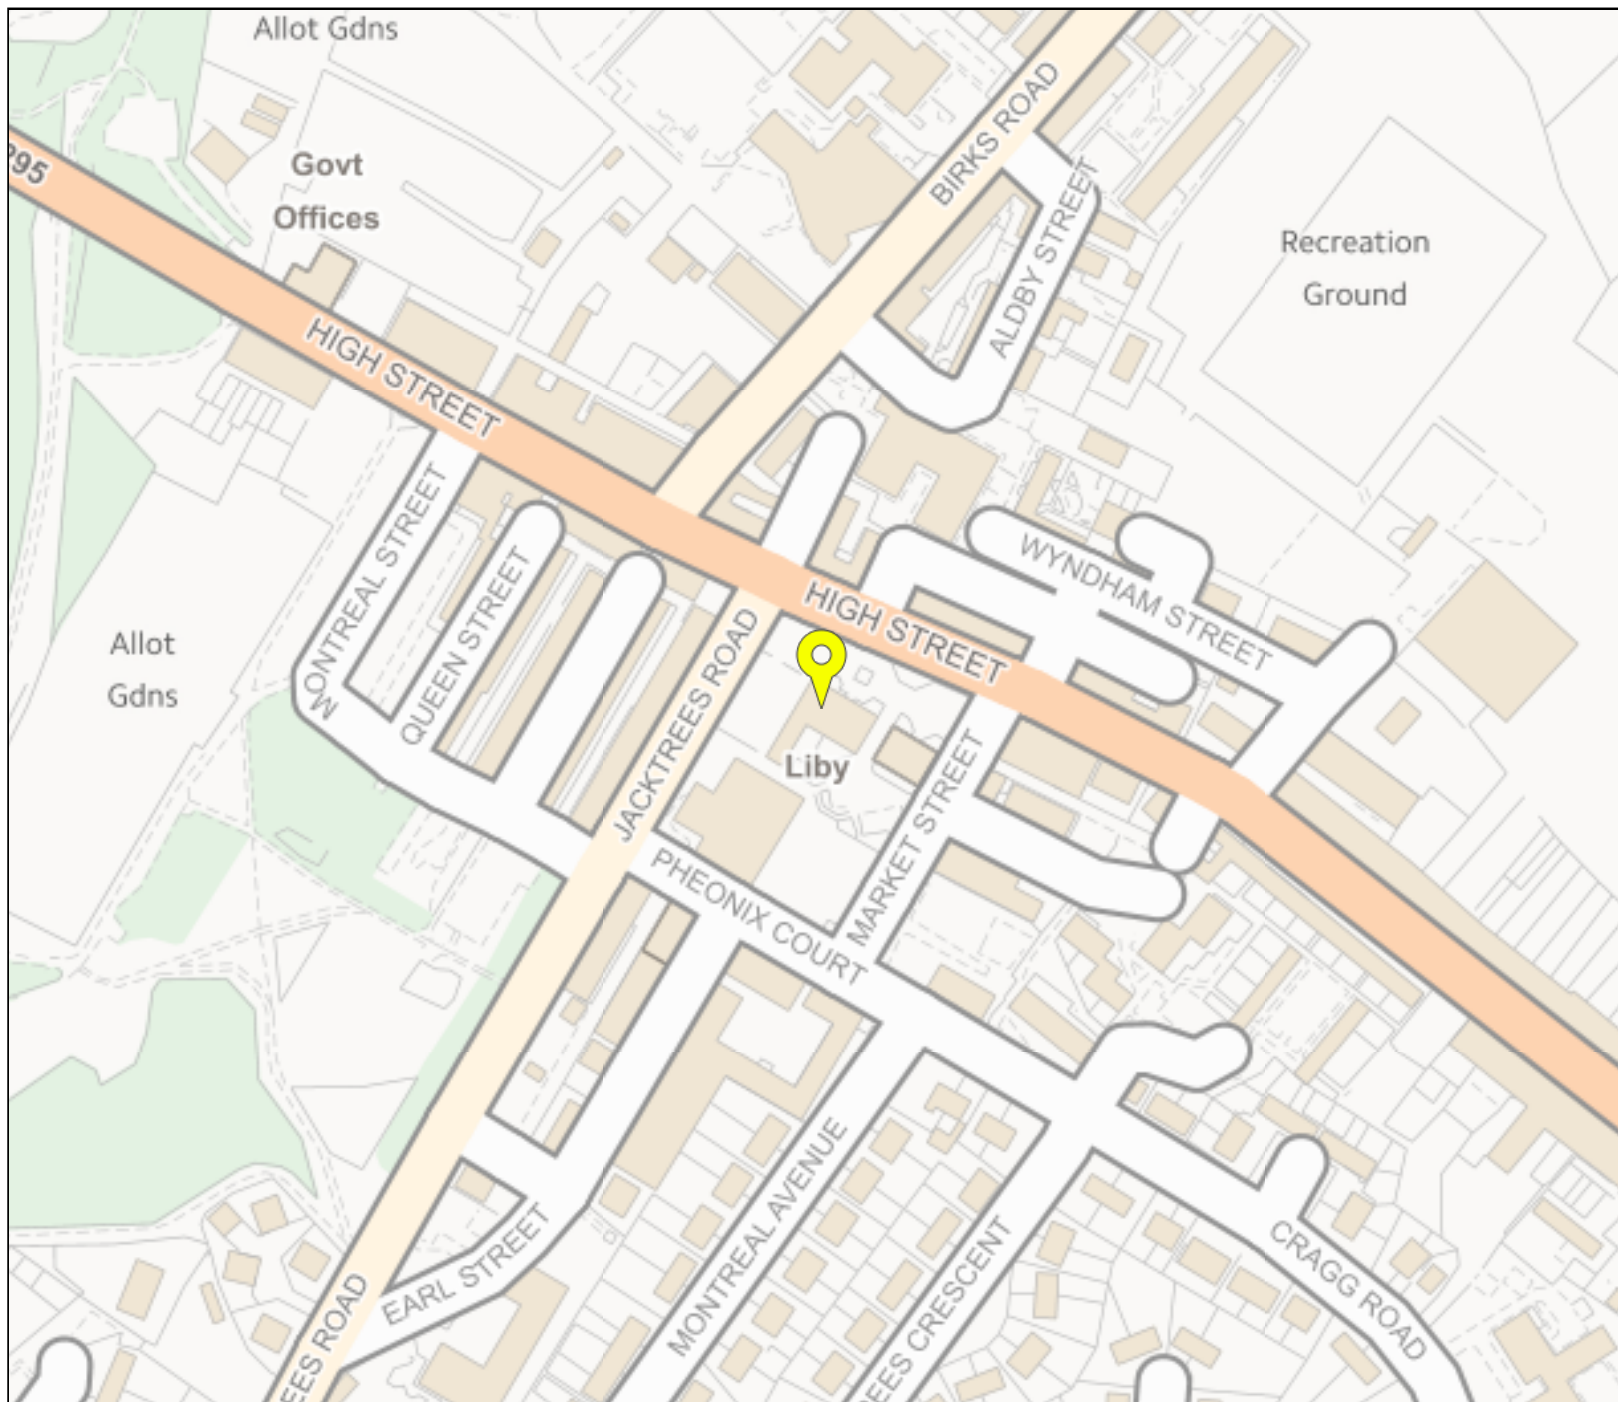 Allot Gdns
BIRKS ROAD
Govt
Offices
ALDBY STREET
Recreation
Ground
HIGH STREET
MONTREAL STREET
QUEEN STREET
WYNDHAM STREET
HIGH STREET
Allot
Gdns
JACKTREES ROAD
Liby
MARKET STREET
PHEONIX COURT
MONTREAL AVENUE
EARL STREET
EES ROAD
EES CRESCENT
CRAGG ROAD